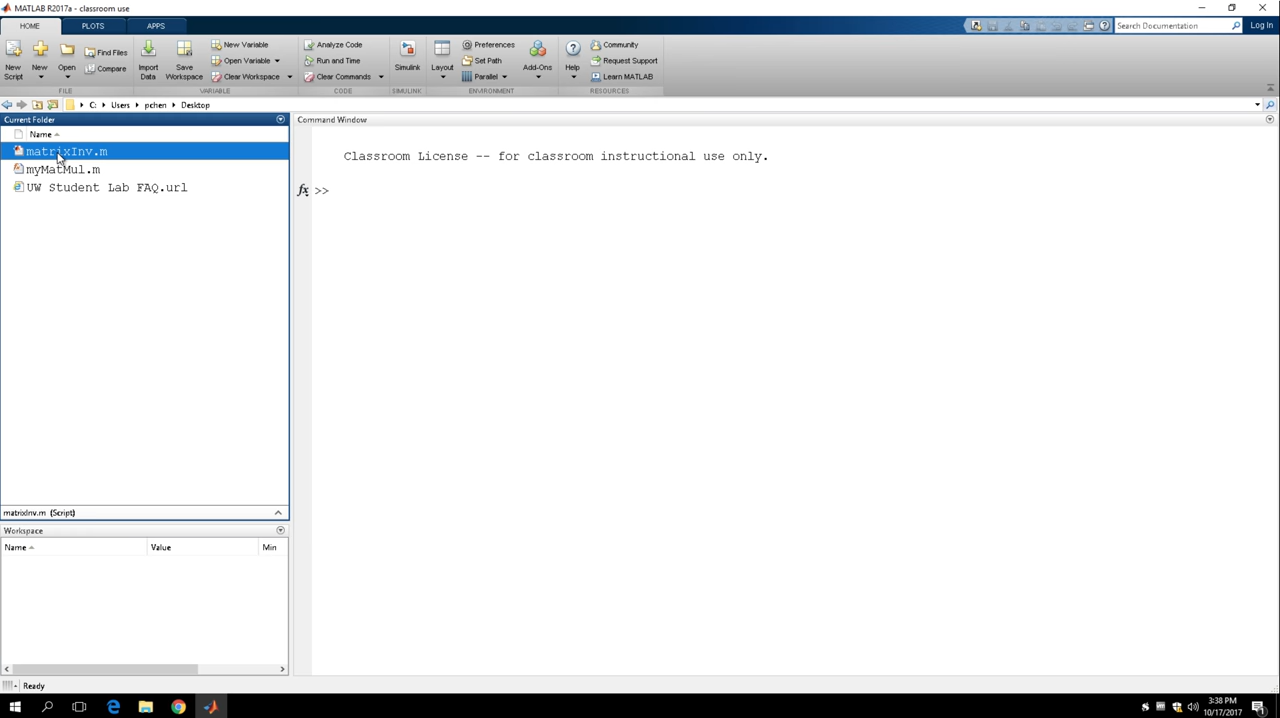 MATLAB R2017a - classroom use
HOME PLOTS APPS
Search Documentation Log In
New Script
New
Open
Find Files
Compare
Import Data
Save Workspace
New Variable
Open Variable
Clear Workspace
Analyze Code
Run and Time
Clear Commands
Simulink
Layout
Preferences
Set Path
Parallel
Add-Ons
Help
Community
Request Support
Learn MATLAB
FILE VARIABLE CODE SIMULINK ENVIRONMENT RESOURCES
C: Users pchen Desktop
Current Folder
Name
matrixInv.m
myMatMul.m
UW Student Lab FAQ.url
matrixInv.m (Script)
Workspace
Name Value Min
Command Window
Classroom License -- for classroom instructional use only.
fx >>
Ready
3:38 PM
10/17/2017
1